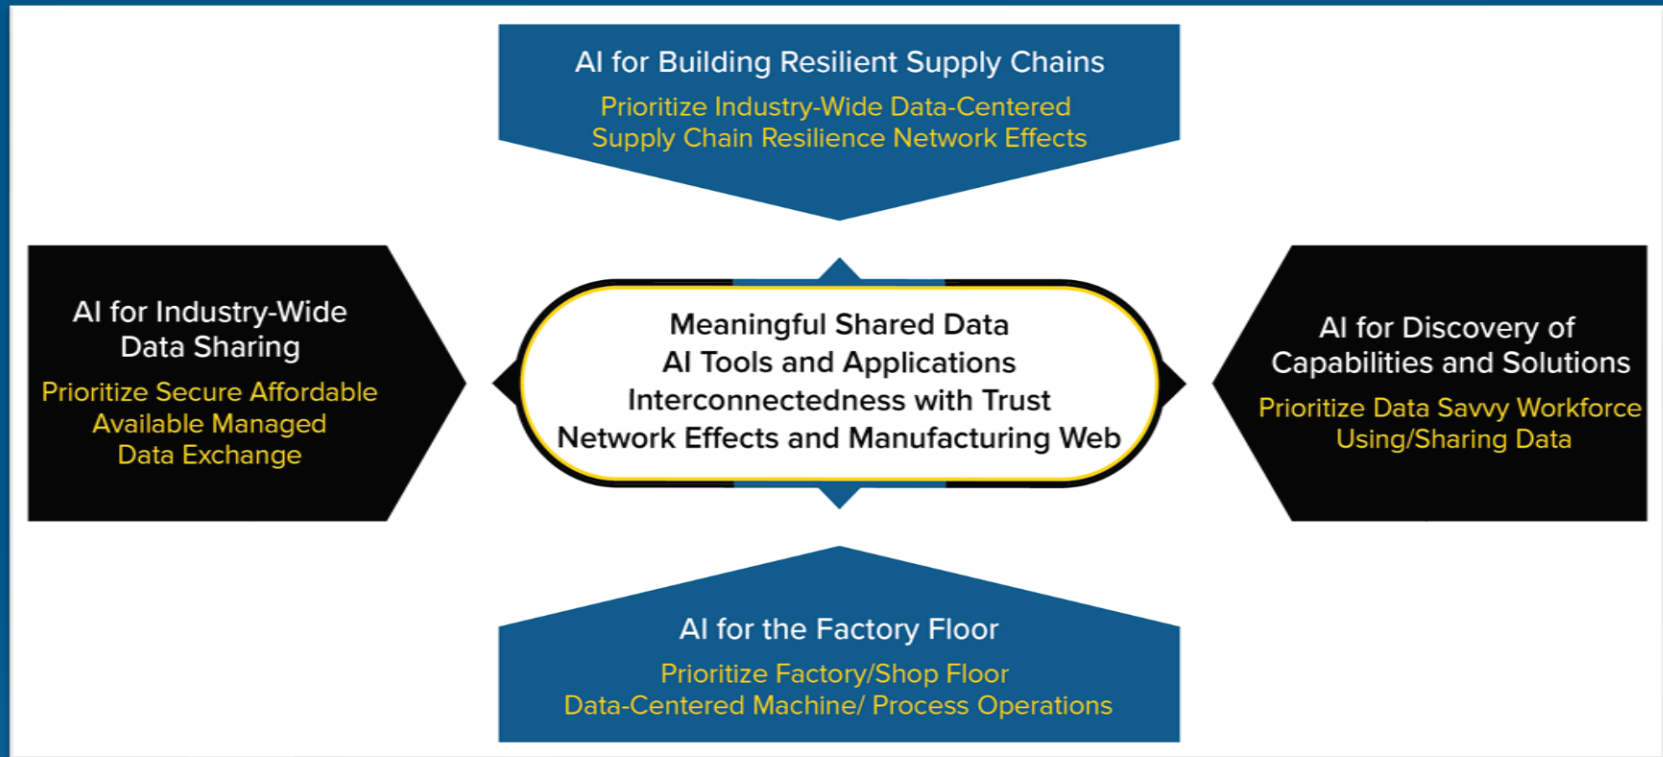 AI for Building Resilient Supply Chains
Prioritize Industry-Wide Data-Centered
Supply Chain Resilience Network Effects
AI for Industry-Wide
Data Sharing
Prioritize Secure Affordable
Available Managed
Data Exchange
Meaningful Shared Data
AI Tools and Applications
Interconnectedness with Trust
Network Effects and Manufacturing Web
AI for Discovery of
Capabilities and Solutions
Prioritize Data Savvy Workforce
Using/Sharing Data
AI for the Factory Floor
Prioritize Factory/Shop Floor
Data-Centered Machine/ Process Operations